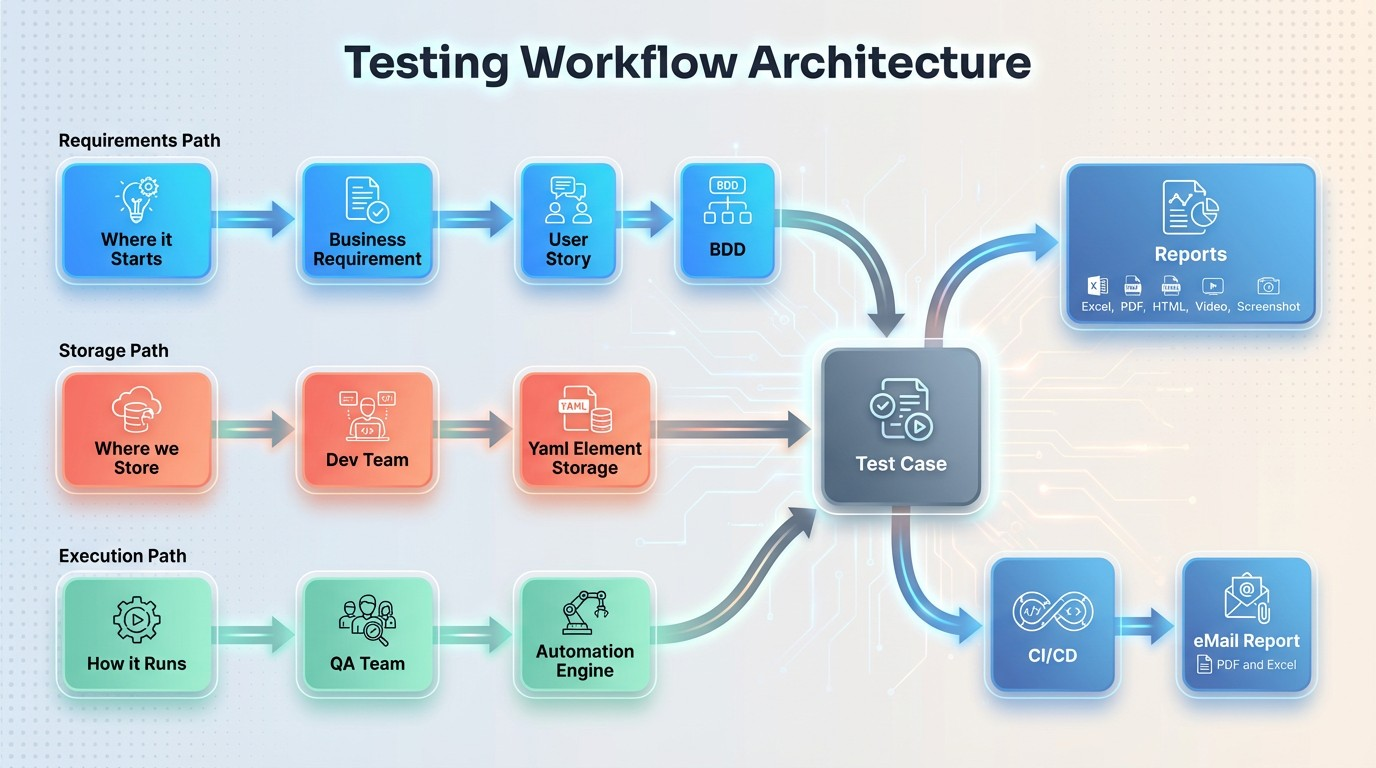 Testing Workflow Architecture
Requirements Path
Where it
Starts
Business
Requirement
User
Story
BDD
BDD
Reports
Excel, PDF, HTML, Video, Screenshot
Storage Path
Where we
Store
Dev Team
YAML
Yaml Element
Storage
Test Case
Execution Path
How it Runs
QA Team
Automation
Engine
CI/CD
@
eMail Report
PDF and Excel